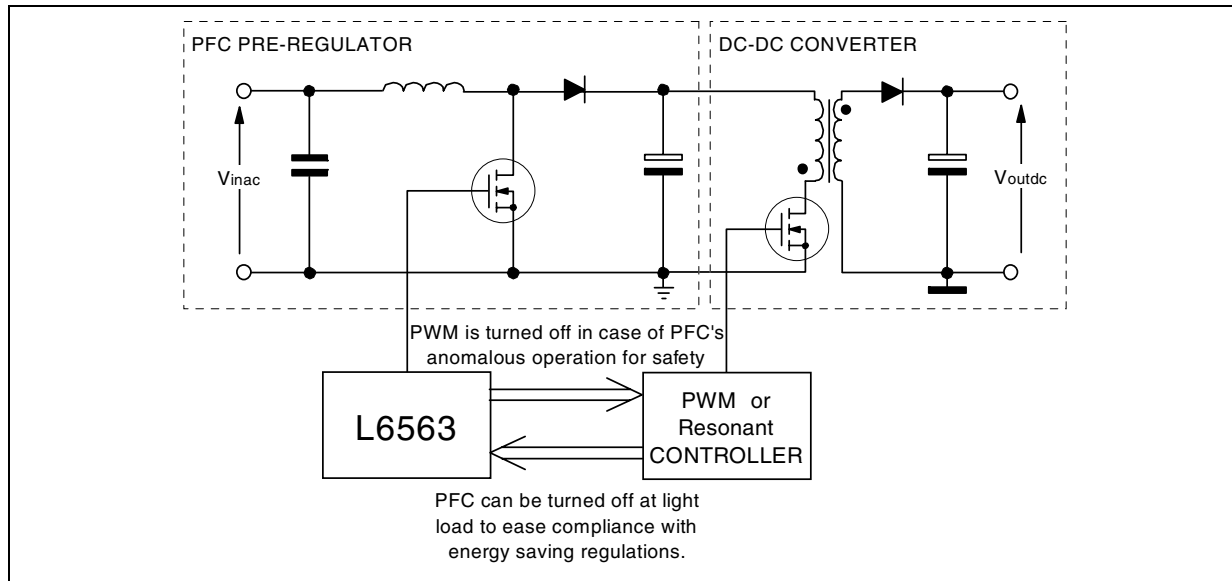 PFC PRE-REGULATOR
DC-DC CONVERTER
Vinac
Voutdc
PWM is turned off in case of PFC's
anomalous operation for safety
L6563
PWM or
Resonant
CONTROLLER
PFC can be turned off at light
load to ease compliance with
energy saving regulations.